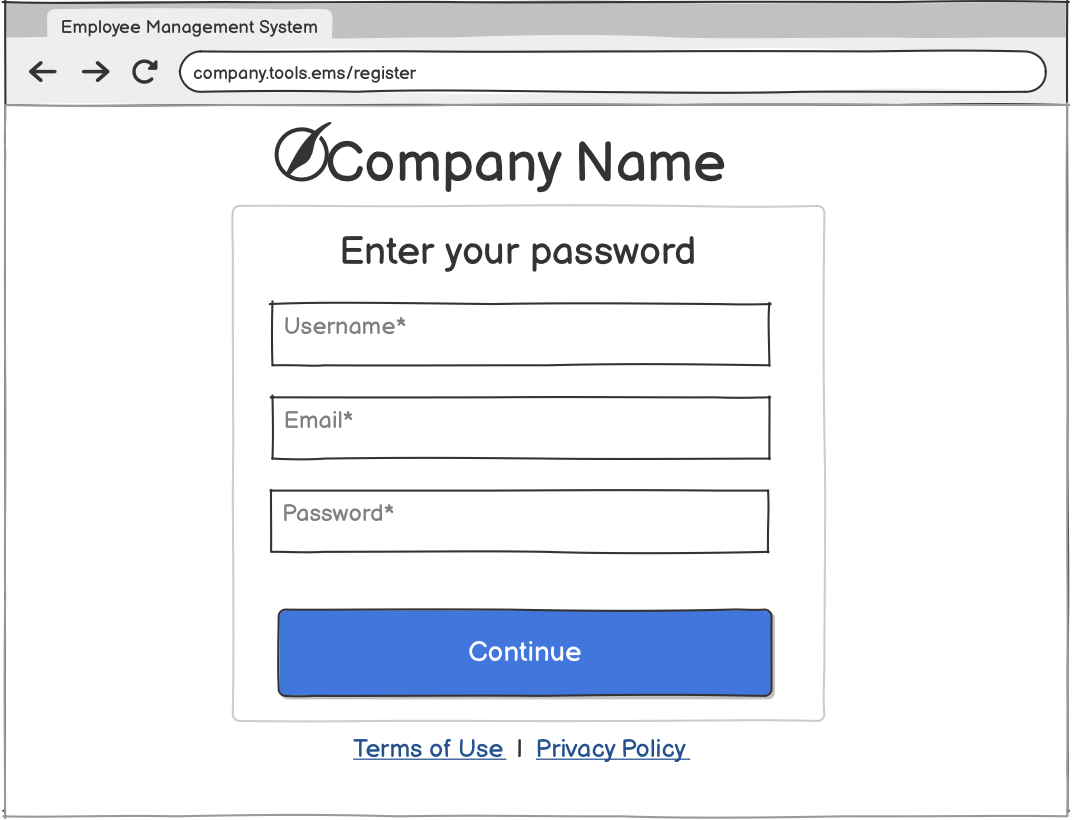 Employee Management System
company.tools.ems/register
Company Name
Enter your password
Username*
Email*
Password*
Continue
Terms of Use | Privacy Policy